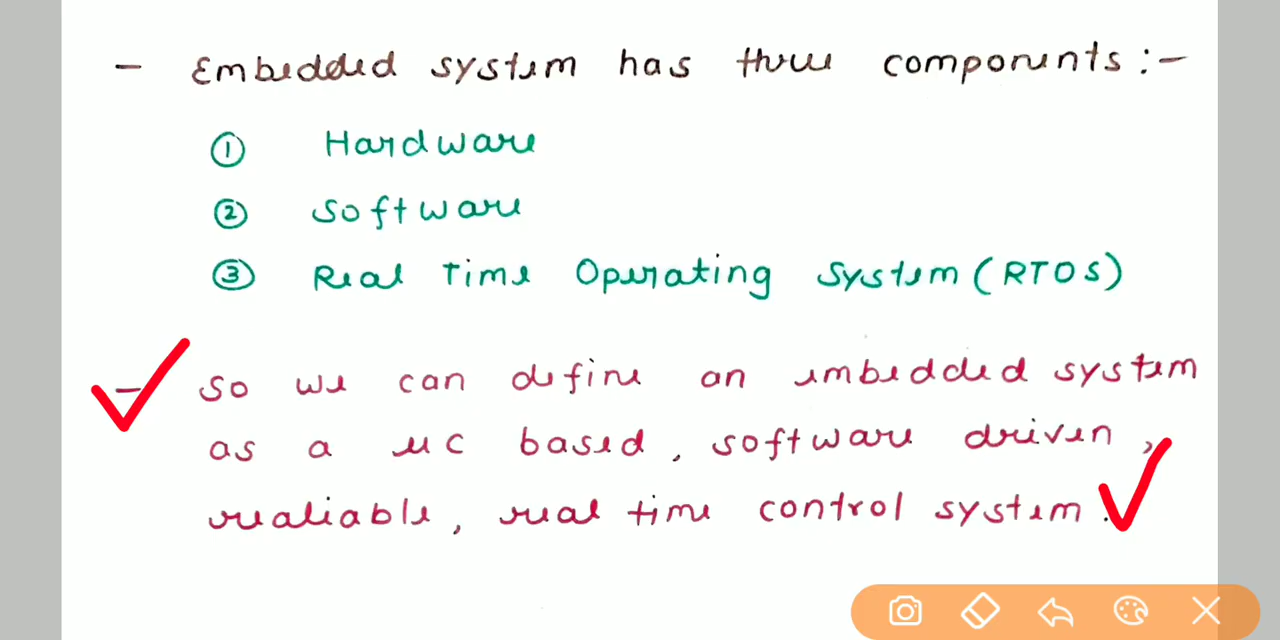 - Embedded system has three components :-
① Hardware
② Software
③ Real Time Operating System (RTOS)
- So we can define an embedded system
as a μC based, software driven,
realiable, real time control system.